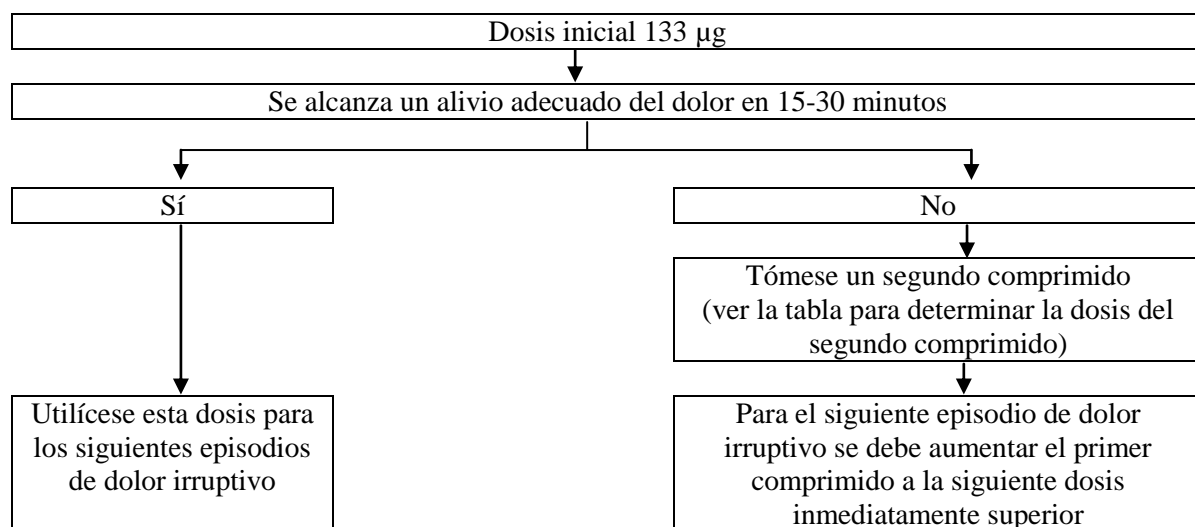 Dosis inicial 133 µg
Se alcanza un alivio adecuado del dolor en 15-30 minutos
Sí
No
Tómese un segundo comprimido
(ver la tabla para determinar la dosis del
segundo comprimido)
Utilícese esta dosis para
los siguientes episodios
de dolor irruptivo
Para el siguiente episodio de dolor
irruptivo se debe aumentar el primer
comprimido a la siguiente dosis
inmediatamente superior